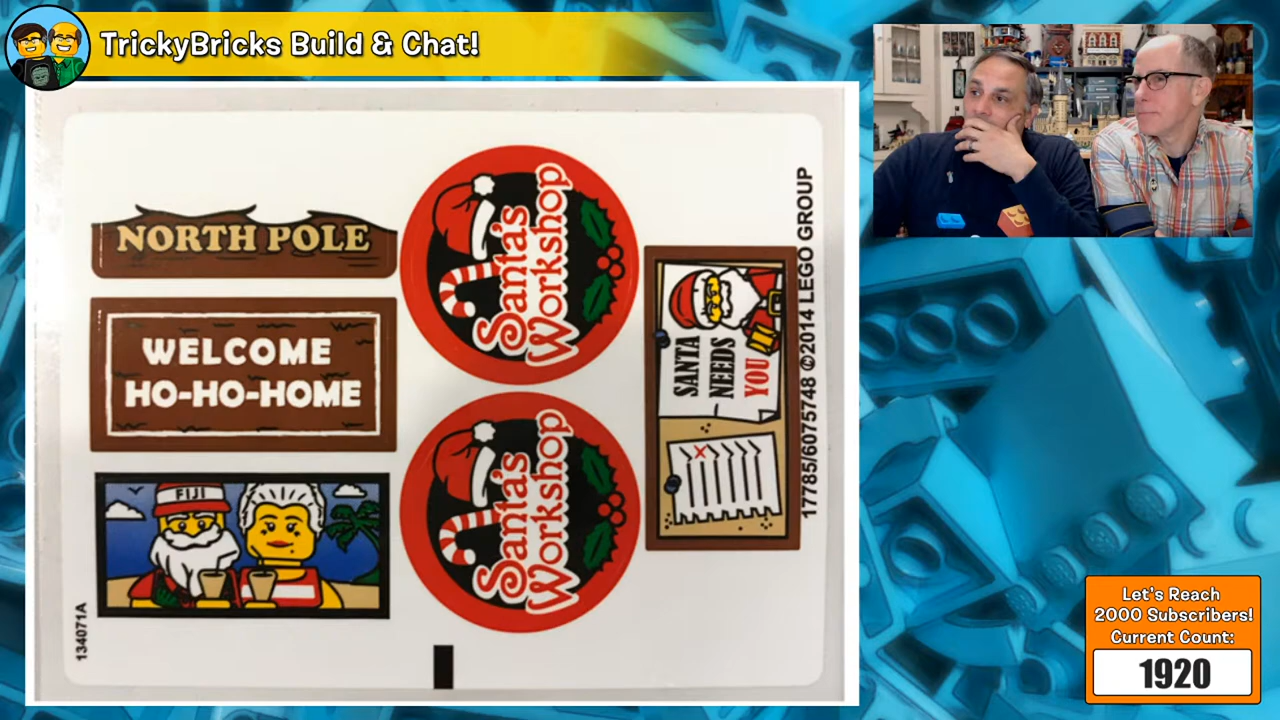 TrickyBricks Build & Chat!
NORTH POLE
WELCOME
HO-HO-HOME
FIJI
134071A
Santa's
Workshop
Santa's
Workshop
SANTA
NEEDS
YOU
17785/6075748 ©2014 LEGO GROUP
Let's Reach
2000 Subscribers!
Current Count:
1920